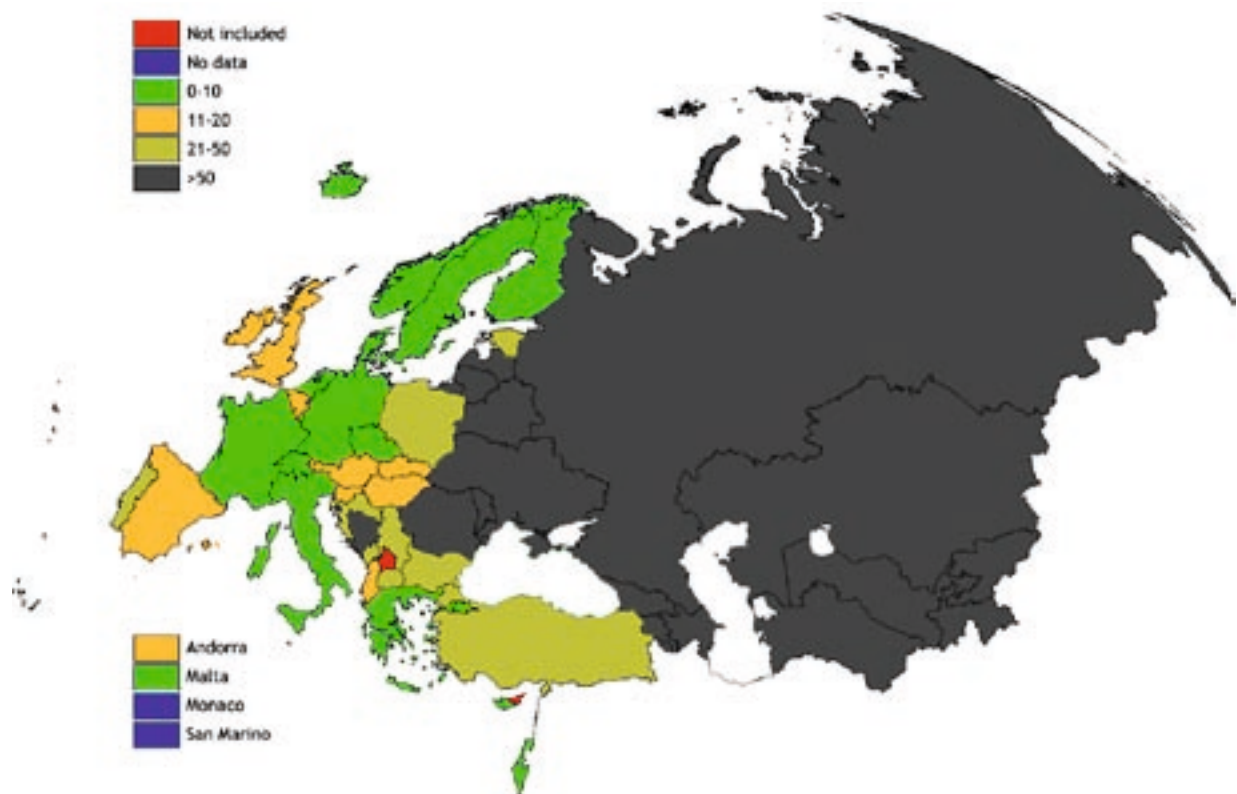 Not included
No data
0-10
11-20
21-50
>50
Andorra
Malta
Monaco
San Marino